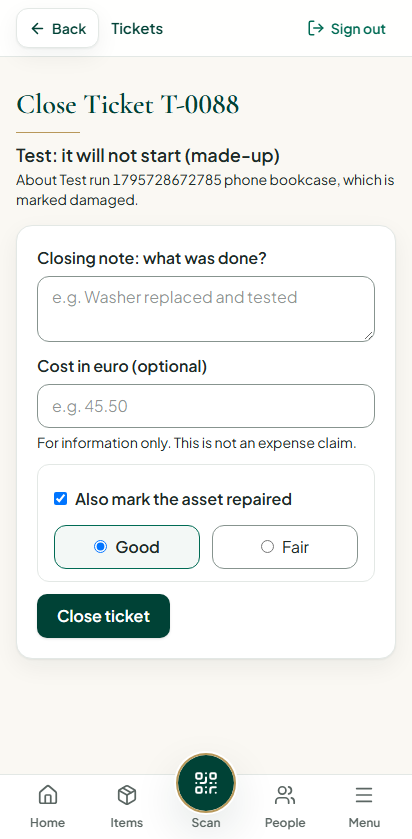 Back
Tickets
Sign out
Close Ticket T-0088
Test: it will not start (made-up)
About Test run 1795728672785 phone bookcase, which is
marked damaged.
Closing note: what was done?
e.g. Washer replaced and tested
Cost in euro (optional)
e.g. 45.50
For information only. This is not an expense claim.
Also mark the asset repaired
Good
Fair
Close ticket
Home
Items
Scan
People
Menu